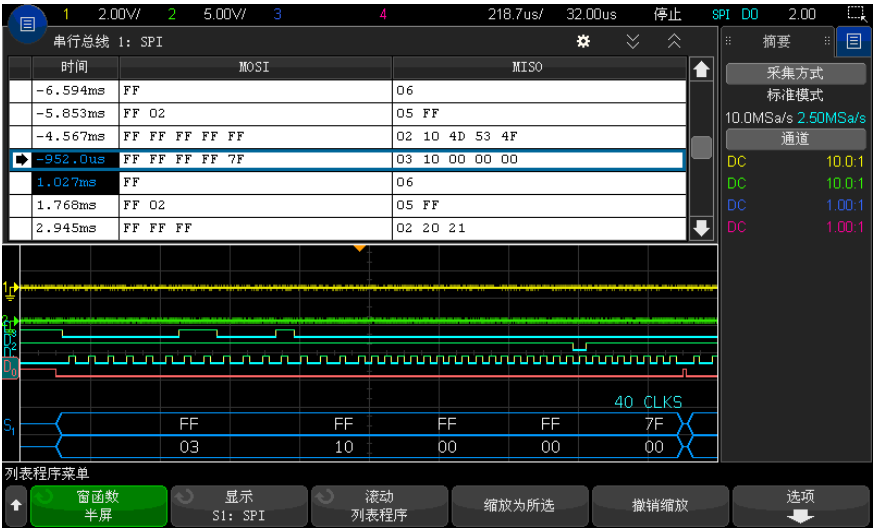 1 2.00V/ 2 5.00V/ 3 4 218.7us/ 32.00us 停止 SPI D0 2.00
串行总线 1: SPI
摘要
时间 MOSI MISO
-6.594ms FF 06
-5.853ms FF 02 05 FF
-4.567ms FF FF FF FF FF 02 10 4D 53 4F
-952.0us FF FF FF FF 7F 03 10 00 00 00
1.027ms FF 06
1.768ms FF 02 05 FF
2.945ms FF FF FF 02 20 21
采集方式
标准模式
10.0MSa/s 2.50MSa/s
通道
DC 10.0:1
DC 10.0:1
DC 1.00:1
DC 1.00:1
1
2
D2
D0
40 CLKS
S1 FF FF FF FF 7F
03 10 00 00 00
列表程序菜单
窗函数 显示 滚动 缩放为所选 撤销缩放 选项
半屏 S1: SPI 列表程序